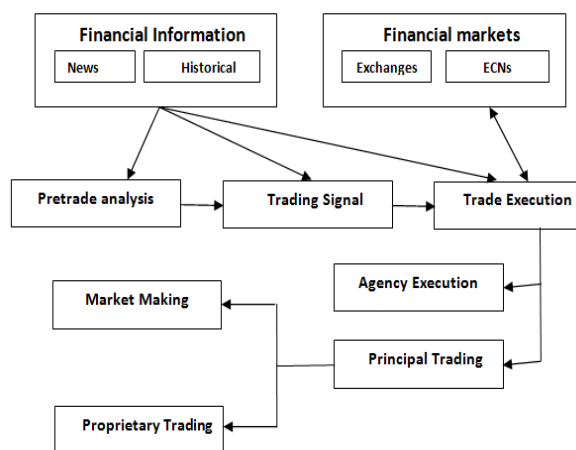 Financial Information
News
Historical
Financial markets
Exchanges
ECNs
Pretrade analysis
Trading Signal
Trade Execution
Agency Execution
Market Making
Principal Trading
Proprietary Trading